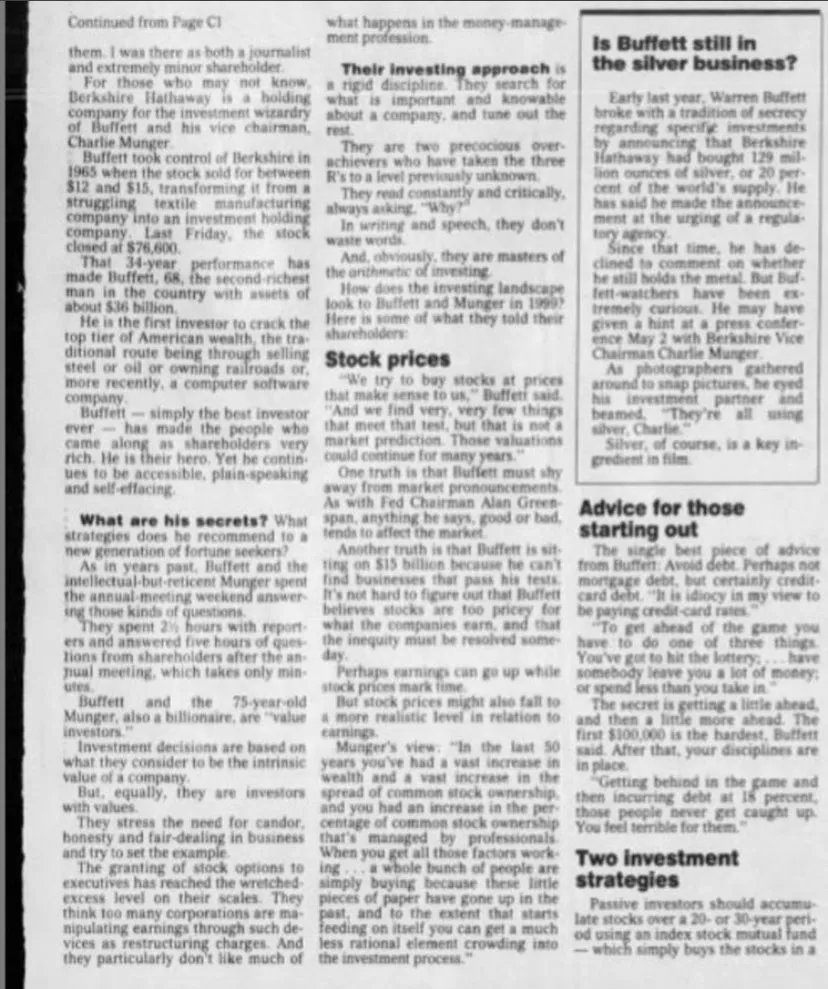 Continued from Page C1
them. I was there as both a journalist
and extremely minor shareholder.
For those who may not know,
Berkshire Hathaway is a holding
company for the investment wizardry
of Buffett and his vice chairman,
Charlie Munger.
Buffett took control of Berkshire in
1965 when the stock sold for between
$12 and $15, transforming it from a
struggling textile manufacturing
company into an investment holding
company. Last Friday, the stock
closed at $76,600.
That 34-year performance has
made Buffett, 68, the second-richest
man in the country with assets of
about $36 billion.
He is the first investor to crack the
top tier of American wealth, the tra-
ditional route being through selling
steel or oil or owning railroads or,
more recently, a computer software
company.
Buffett — simply the best investor
ever — has made the people who
came along as shareholders very
rich. He is their hero. Yet he contin-
ues to be accessible, plain-speaking
and self-effacing.
What are his secrets? What
strategies does he recommend to a
new generation of fortune seekers?
As in years past, Buffett and the
intellectual-but-reticent Munger spent
the annual-meeting weekend answer-
ing those kinds of questions.
They spent 2½ hours with report-
ers and answered five hours of ques-
tions from shareholders after the an-
nual meeting, which takes only min-
utes.
Buffett and the 75-year-old
Munger, also a billionaire, are "value
investors."
Investment decisions are based on
what they consider to be the intrinsic
value of a company.
But, equally, they are investors
with values.
They stress the need for candor,
honesty and fair-dealing in business
and try to set the example.
The granting of stock options to
executives has reached the wretched-
excess level on their scales. They
think too many corporations are ma-
nipulating earnings through such de-
vices as restructuring charges. And
they particularly don't like much of
what happens in the money-manage-
ment profession.
Their investing approach is
a rigid discipline. They search for
what is important and knowable
about a company, and tune out the
rest.
They are two precocious over-
achievers who have taken the three
R's to a level previously unknown.
They read constantly and critically,
always asking, "Why?"
In writing and speech, they don't
waste words.
And, obviously, they are masters of
the arithmetic of investing.
How does the investing landscape
look to Buffett and Munger in 1999?
Here is some of what they told their
shareholders:
Stock prices
"We try to buy stocks at prices
that make sense to us," Buffett said.
"And we find very, very few things
that meet that test, but that is not a
market prediction. Those valuations
could continue for many years."
One truth is that Buffett must shy
away from market pronouncements.
As with Fed Chairman Alan Green-
span, anything he says, good or bad,
tends to affect the market.
Another truth is that Buffett is sit-
ting on $15 billion because he can't
find businesses that pass his tests.
It's not hard to figure out that Buffett
believes stocks are too pricey for
what the companies earn, and that
the inequity must be resolved some-
day.
Perhaps earnings can go up while
stock prices mark time.
But stock prices might also fall to
a more realistic level in relation to
earnings.
Munger's view: "In the last 50
years you've had a vast increase in
wealth and a vast increase in the
spread of common stock ownership,
and you had an increase in the per-
centage of common stock ownership
that's managed by professionals.
When you get all those factors work-
ing . . . a whole bunch of people are
simply buying because these little
pieces of paper have gone up in the
past, and to the extent that starts
feeding on itself you can get a much
less rational element crowding into
the investment process."
Is Buffett still in
the silver business?
Early last year, Warren Buffett
broke with a tradition of secrecy
regarding specific investments
by announcing that Berkshire
Hathaway had bought 129 mil-
lion ounces of silver, or 20 per-
cent of the world's supply. He
has said he made the announce-
ment at the urging of a regula-
tory agency.
Since that time, he has de-
clined to comment on whether
he still holds the metal. But Buf-
fett-watchers have been ex-
tremely curious. He may have
given a hint at a press confer-
ence May 2 with Berkshire Vice
Chairman Charlie Munger.
As photographers gathered
around to snap pictures, he eyed
his investment partner and
beamed, "They're all using
silver, Charlie."
Silver, of course, is a key in-
gredient in film.
Advice for those
starting out
The single best piece of advice
from Buffett: Avoid debt. Perhaps not
mortgage debt, but certainly credit-
card debt. "It is idiocy in my view to
be paying credit-card rates."
"To get ahead of the game you
have to do one of three things.
You've got to hit the lottery; . . . have
somebody leave you a lot of money;
or spend less than you take in."
The secret is getting a little ahead,
and then a little more ahead. The
first $100,000 is the hardest, Buffett
said. After that, your disciplines are
in place.
"Getting behind in the game and
then incurring debt at 18 percent,
those people never get caught up.
You feel terrible for them."
Two investment
strategies
Passive investors should accumu-
late stocks over a 20- or 30-year peri-
od using an index stock mutual fund
— which simply buys the stocks in a